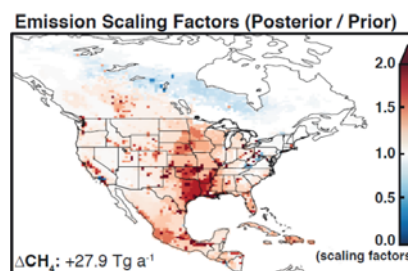 Emission Scaling Factors (Posterior / Prior)
2.0
1.5
1.0
0.5
0.0
(scaling factors)
ΔCH₄: +27.9 Tg a⁻¹